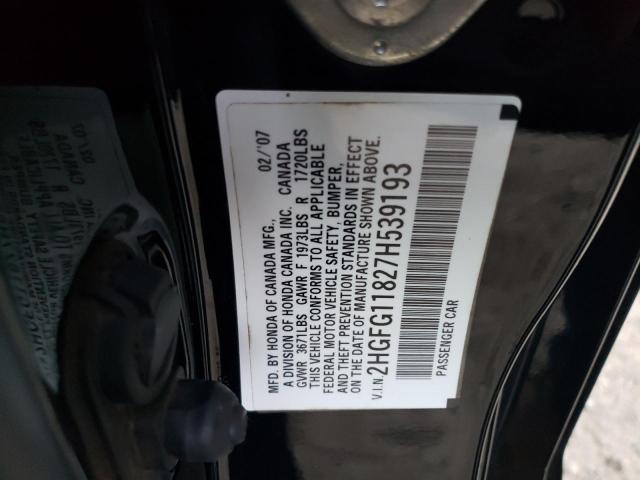 MFD. BY HONDA OF CANADA MFG., 02/'07
A DIVISION OF HONDA CANADA INC. CANADA
GVWR 3671LBS GAWR F 1973LBS R 1720LBS
THIS VEHICLE CONFORMS TO ALL APPLICABLE
FEDERAL MOTOR VEHICLE SAFETY, BUMPER,
AND THEFT PREVENTION STANDARDS IN EFFECT
ON THE DATE OF MANUFACTURE SHOWN ABOVE.
V.I.N. 2HGFG11827H539193
PASSENGER CAR